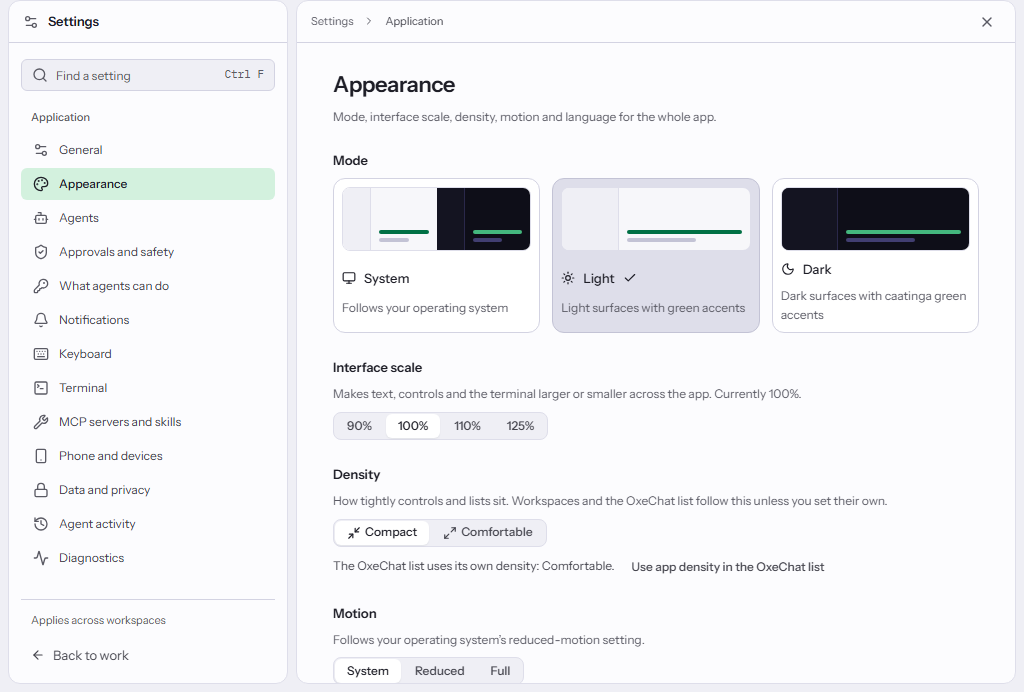 Settings
Find a setting
Ctrl F
Application
General
Appearance
Agents
Approvals and safety
What agents can do
Notifications
Keyboard
Terminal
MCP servers and skills
Phone and devices
Data and privacy
Agent activity
Diagnostics
Applies across workspaces
Back to work
Settings
Application
Appearance
Mode, interface scale, density, motion and language for the whole app.
Mode
System
Follows your operating system
Light
Light surfaces with green accents
Dark
Dark surfaces with caatinga green
accents
Interface scale
Makes text, controls and the terminal larger or smaller across the app. Currently 100%.
90%
100%
110%
125%
Density
How tightly controls and lists sit. Workspaces and the OxeChat list follow this unless you set their own.
Compact
Comfortable
The OxeChat list uses its own density: Comfortable.
Use app density in the OxeChat list
Motion
Follows your operating system's reduced-motion setting.
System
Reduced
Full